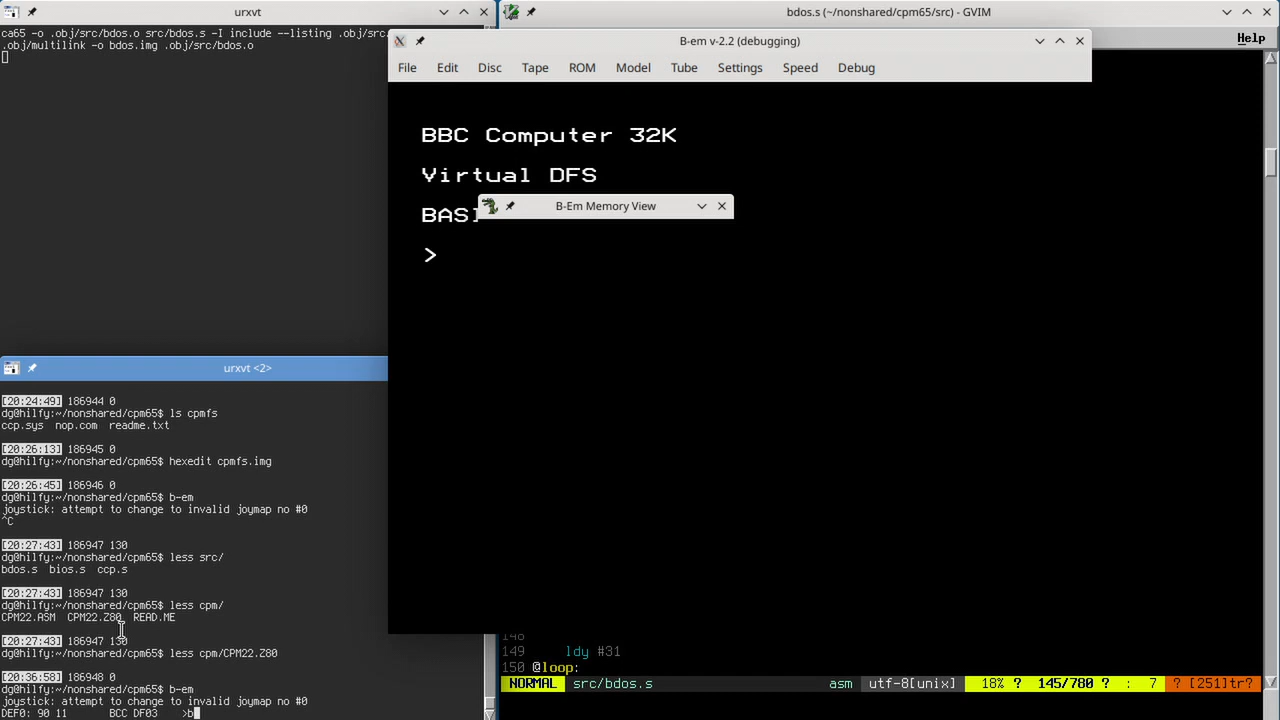 urxvt
ca65 -o .obj/src/bdos.o src/bdos.s -I include --listing .obj/src/
.obj/multilink -o bdos.img .obj/src/bdos.o
bdos.s (~/nonshared/cpm65/src) - GVIM
Help
B-em v-2.2 (debugging)
File Edit Disc Tape ROM Model Tube Settings Speed Debug
BBC Computer 32K
Virtual DFS
BASI
B-Em Memory View
>
urxvt <2>
[20:24:49] 186944 0
dg@hilfy:~/nonshared/cpm65$ ls cpmfs
ccp.sys nop.com readme.txt
[20:26:13] 186945 0
dg@hilfy:~/nonshared/cpm65$ hexedit cpmfs.img
[20:26:45] 186946 0
dg@hilfy:~/nonshared/cpm65$ b-em
joystick: attempt to change to invalid joymap no #0
^C
[20:27:43] 186947 130
dg@hilfy:~/nonshared/cpm65$ less src/
bdos.s bios.s ccp.s
[20:27:43] 186947 130
dg@hilfy:~/nonshared/cpm65$ less cpm/
CPM22.ASM CPM22.Z80 READ.ME
[20:27:43] 186947 130
dg@hilfy:~/nonshared/cpm65$ less cpm/CPM22.Z80
[20:36:58] 186948 0
dg@hilfy:~/nonshared/cpm65$ b-em
joystick: attempt to change to invalid joymap no #0
DEF0: 90 11 BCC DF03 >b
148
ldy #31
150 @loop:
NORMAL src/bdos.s asm utf-8[unix] 18% ? 145/780 ? : 7 ? [251]tr?